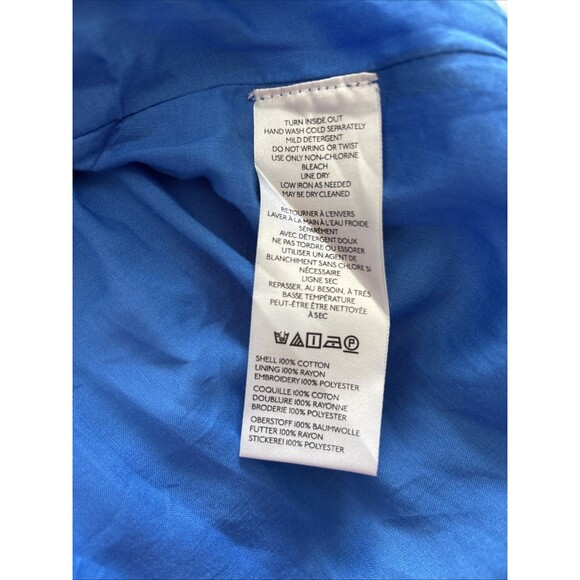 TURN INSIDE OUT
HAND WASH COLD SEPARATELY
MILD DETERGENT
DO NOT WRING OR TWIST
USE ONLY NON-CHLORINE
BLEACH
LINE DRY
LOW IRON AS NEEDED
MAY BE DRY CLEANED
RETOURNER À L'ENVERS
LAVER À LA MAIN À L'EAU FROIDE
SÉPARÉMENT
AVEC DÉTERGENT DOUX
NE PAS TORDRE OU ESSORER
UTILISER UN AGENT DE
BLANCHIMENT SANS CHLORE SI
NÉCESSAIRE
LIGNE SEC
REPASSER, AU BESOIN, À TRÈS
BASSE TEMPÉRATURE
PEUT-ÊTRE ÊTRE NETTOYÉE
À SEC
P
SHELL 100% COTTON
LINING 100% RAYON
EMBROIDERY 100% POLYESTER
COQUILLE 100% COTON
DOUBLURE 100% RAYONNE
BRODERIE 100% POLYESTER
OBERSTOFF 100% BAUMWOLLE
FUTTER 100% RAYON
STICKEREI 100% POLYESTER